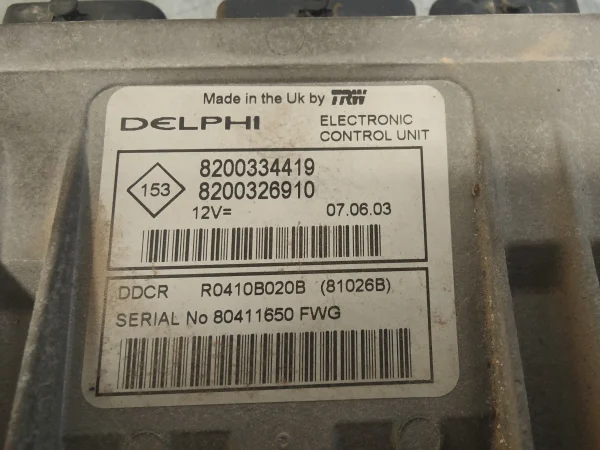 Made in the Uk by TRW
DELPHI
ELECTRONIC
CONTROL UNIT
153
8200334419
8200326910
12V=
07.06.03
DDCR R0410B020B (81026B)
SERIAL No 80411650 FWG